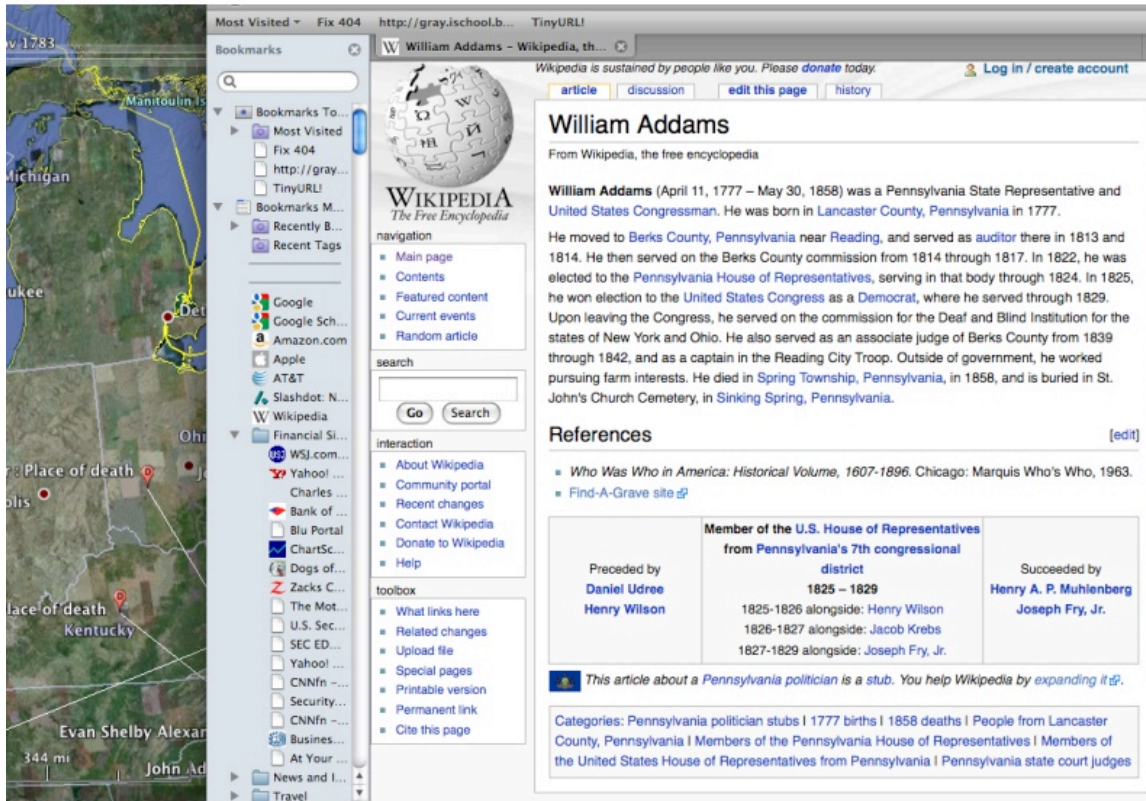 Most Visited Fix 404 http://gray.ischool.b... TinyURL!
1783
Manitoulin Is
Michigan
ukee
Det
Ohi
: Place of death
D
lis
lace of death
D
Kentucky
Evan Shelby Alexar
344 mi
John Ad
Bookmarks
Bookmarks To...
Most Visited
Fix 404
http://gray...
TinyURL!
Bookmarks M...
Recently B...
Recent Tags
Google
Google Sch...
Amazon.com
Apple
AT&T
Slashdot: N...
Wikipedia
Financial Si...
WSJ.com...
Yahoo! ...
Charles ...
Bank of ...
Blu Portal
ChartSc...
Dogs of...
Zacks C...
The Mot...
U.S. Sec...
SEC ED...
Yahoo! ...
CNNfn -...
Security...
CNNfn -...
Busines...
At Your ...
News and I...
Travel
William Addams – Wikipedia, th...
WIKIPEDIA
The Free Encyclopedia
navigation
Main page
Contents
Featured content
Current events
Random article
search
Go Search
interaction
About Wikipedia
Community portal
Recent changes
Contact Wikipedia
Donate to Wikipedia
Help
toolbox
What links here
Related changes
Upload file
Special pages
Printable version
Permanent link
Cite this page
Wikipedia is sustained by people like you. Please donate today.
Log in / create account
article discussion edit this page history
William Addams
From Wikipedia, the free encyclopedia
William Addams (April 11, 1777 – May 30, 1858) was a Pennsylvania State Representative and
United States Congressman. He was born in Lancaster County, Pennsylvania in 1777.
He moved to Berks County, Pennsylvania near Reading, and served as auditor there in 1813 and
1814. He then served on the Berks County commission from 1814 through 1817. In 1822, he was
elected to the Pennsylvania House of Representatives, serving in that body through 1824. In 1825,
he won election to the United States Congress as a Democrat, where he served through 1829.
Upon leaving the Congress, he served on the commission for the Deaf and Blind Institution for the
states of New York and Ohio. He also served as an associate judge of Berks County from 1839
through 1842, and as a captain in the Reading City Troop. Outside of government, he worked
pursuing farm interests. He died in Spring Township, Pennsylvania, in 1858, and is buried in St.
John's Church Cemetery, in Sinking Spring, Pennsylvania.
References [edit]
Who Was Who in America: Historical Volume, 1607-1896. Chicago: Marquis Who's Who, 1963.
Find-A-Grave site
Preceded by
Daniel Udree
Henry Wilson
Member of the U.S. House of Representatives
from Pennsylvania's 7th congressional
district
1825 – 1829
1825-1826 alongside: Henry Wilson
1826-1827 alongside: Jacob Krebs
1827-1829 alongside: Joseph Fry, Jr.
Succeeded by
Henry A. P. Muhlenberg
Joseph Fry, Jr.
This article about a Pennsylvania politician is a stub. You help Wikipedia by expanding it.
Categories: Pennsylvania politician stubs | 1777 births | 1858 deaths | People from Lancaster
County, Pennsylvania | Members of the Pennsylvania House of Representatives | Members of
the United States House of Representatives from Pennsylvania | Pennsylvania state court judges